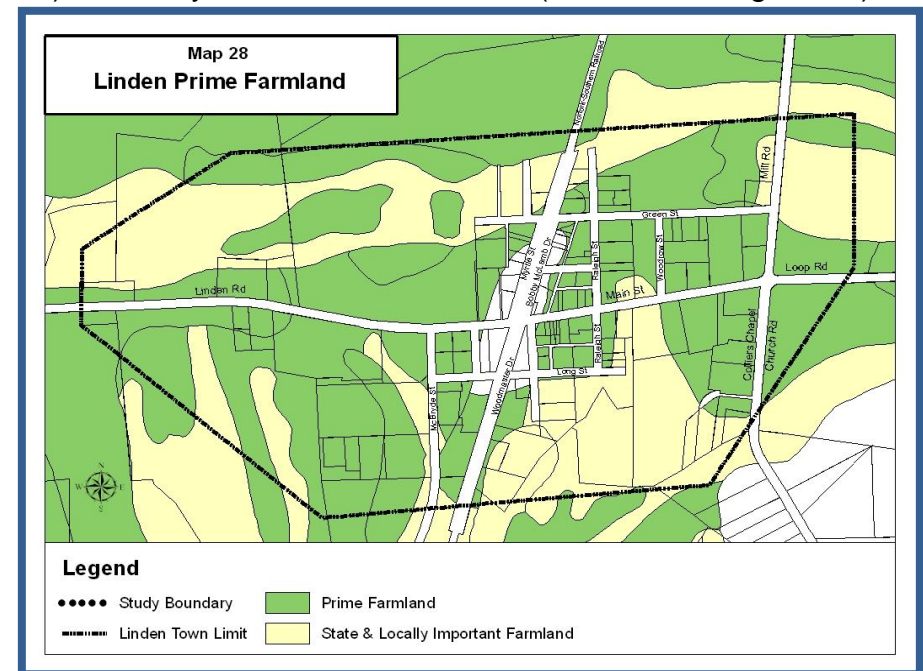 Map 28
Linden Prime Farmland
Norfolk-Southern Railroad
Mill Rd
Green St
Myrtle St
Bobby McLamb Dr
Raleigh St
Woodrow St
Loop Rd
Linden Rd
Main St
Raleigh St
Colliers Chapel
Church Rd
Long St
McBryde St
Woodmaster Dr
N
W E
S
Legend
Study Boundary
Prime Farmland
Linden Town Limit
State & Locally Important Farmland